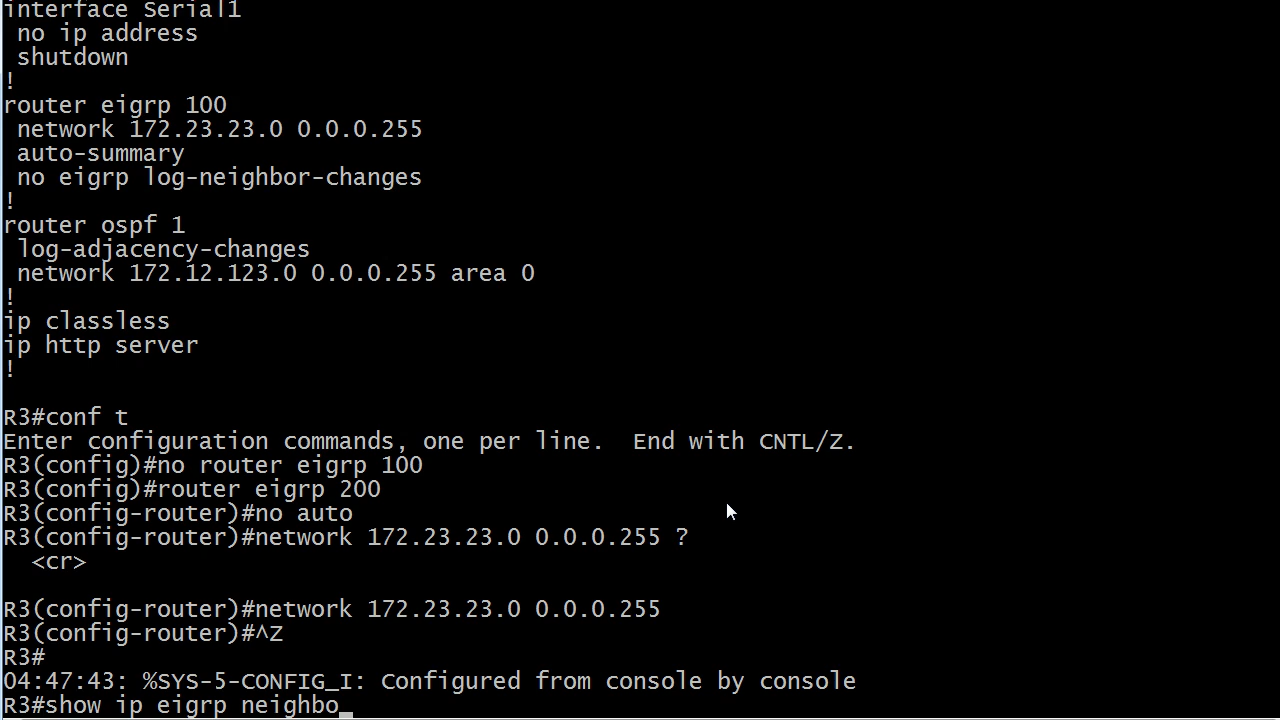 interface Serial1
 no ip address
 shutdown
!
router eigrp 100
 network 172.23.23.0 0.0.0.255
 auto-summary
 no eigrp log-neighbor-changes
!
router ospf 1
 log-adjacency-changes
 network 172.12.123.0 0.0.0.255 area 0
!
ip classless
ip http server
!

R3#conf t
Enter configuration commands, one per line.  End with CNTL/Z.
R3(config)#no router eigrp 100
R3(config)#router eigrp 200
R3(config-router)#no auto
R3(config-router)#network 172.23.23.0 0.0.0.255 ?
  <cr>

R3(config-router)#network 172.23.23.0 0.0.0.255
R3(config-router)#^Z
R3#
04:47:43: %SYS-5-CONFIG_I: Configured from console by console
R3#show ip eigrp neighbo_